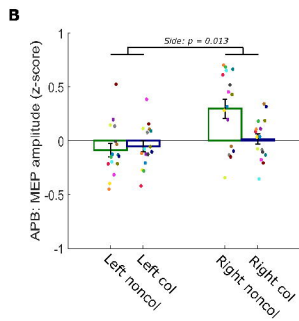 B
Side: p = 0.013
APB: MEP amplitude (z-score)
1
0.5
0
-0.5
-1
Left noncol
Left col
Right noncol
Right col